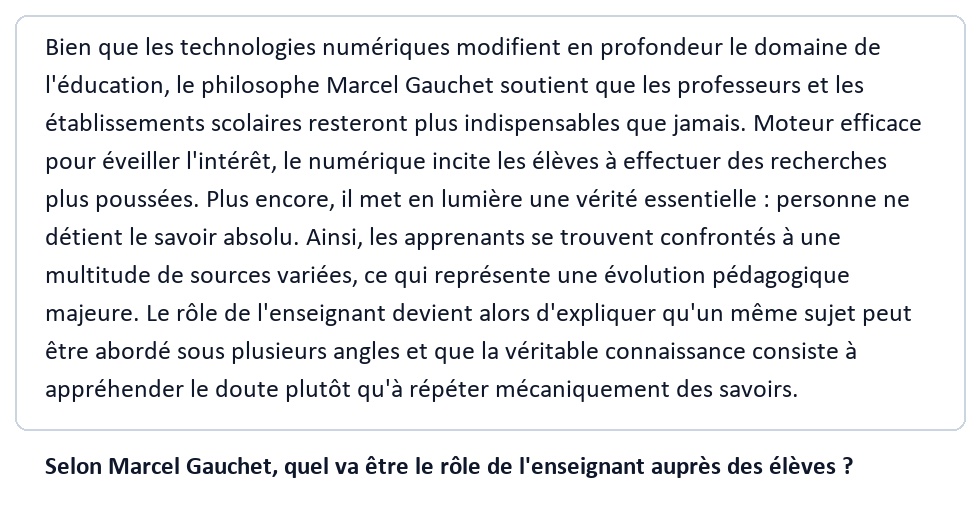 Bien que les technologies numériques modifient en profondeur le domaine de
l'éducation, le philosophe Marcel Gauchet soutient que les professeurs et les
établissements scolaires resteront plus indispensables que jamais. Moteur efficace
pour éveiller l'intérêt, le numérique incite les élèves à effectuer des recherches
plus poussées. Plus encore, il met en lumière une vérité essentielle : personne ne
détient le savoir absolu. Ainsi, les apprenants se trouvent confrontés à une
multitude de sources variées, ce qui représente une évolution pédagogique
majeure. Le rôle de l'enseignant devient alors d'expliquer qu'un même sujet peut
être abordé sous plusieurs angles et que la véritable connaissance consiste à
appréhender le doute plutôt qu'à répéter mécaniquement des savoirs.
Selon Marcel Gauchet, quel va être le rôle de l'enseignant auprès des élèves ?